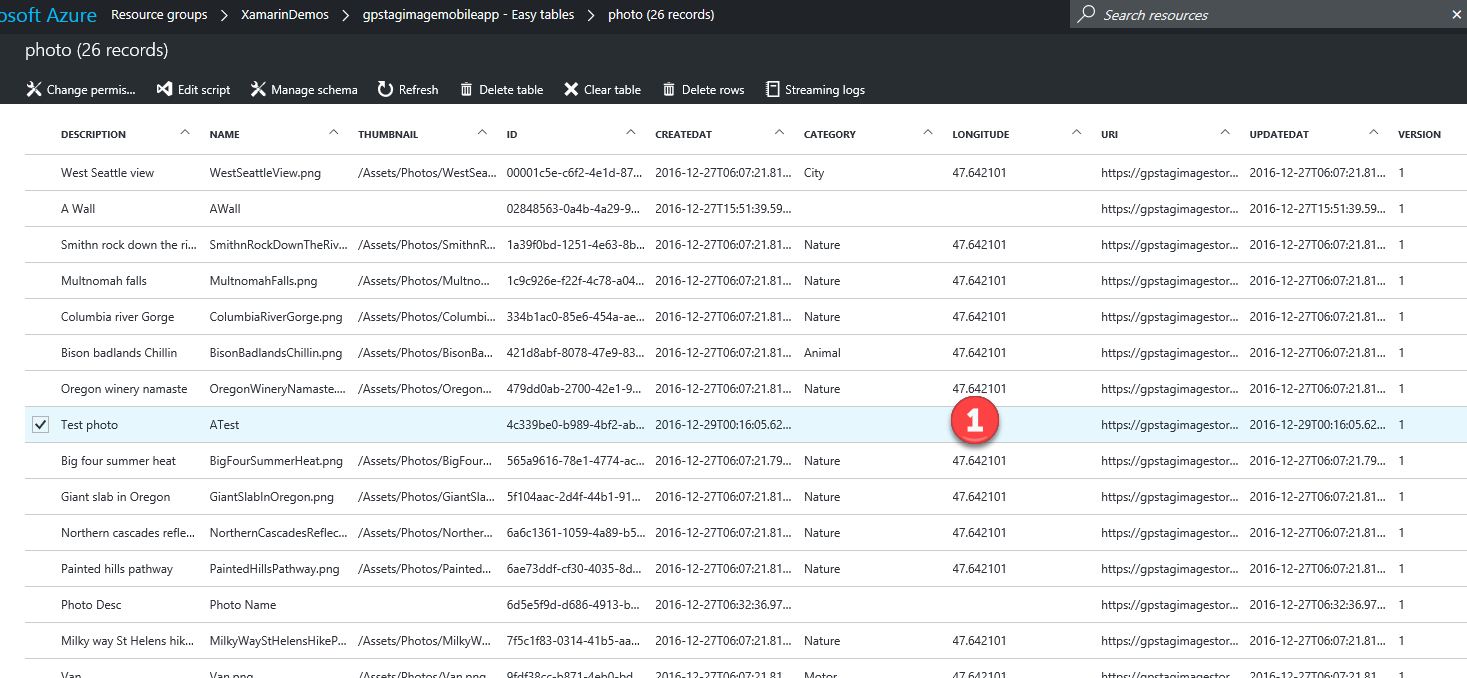 osoft Azure Resource groups > XamarinDemos > gpstagimagemobileapp - Easy tables > photo (26 records) Search resources
photo (26 records)
Change permis... Edit script Manage schema Refresh Delete table Clear table Delete rows Streaming logs
DESCRIPTION NAME THUMBNAIL ID CREATEDAT CATEGORY LONGITUDE URI UPDATEDAT VERSION
West Seattle view WestSeattleView.png /Assets/Photos/WestSea... 00001c5e-c6f2-4e1d-87... 2016-12-27T06:07:21.81... City 47.642101 https://gpstagimagestor... 2016-12-27T06:07:21.81... 1
A Wall AWall 02848563-0a4b-4a29-9... 2016-12-27T15:51:39.59... https://gpstagimagestor... 2016-12-27T15:51:39.59... 1
Smithn rock down the ri... SmithnRockDownTheRiv... /Assets/Photos/SmithnR... 1a39f0bd-1251-4e63-8b... 2016-12-27T06:07:21.81... Nature 47.642101 https://gpstagimagestor... 2016-12-27T06:07:21.81... 1
Multnomah falls MultnomahFalls.png /Assets/Photos/Multno... 1c9c926e-f22f-4c78-a04... 2016-12-27T06:07:21.81... Nature 47.642101 https://gpstagimagestor... 2016-12-27T06:07:21.81... 1
Columbia river Gorge ColumbiaRiverGorge.png /Assets/Photos/Columbi... 334b1ac0-85e6-454a-ae... 2016-12-27T06:07:21.81... Nature 47.642101 https://gpstagimagestor... 2016-12-27T06:07:21.81... 1
Bison badlands Chillin BisonBadlandsChillin.png /Assets/Photos/BisonBa... 421d8abf-8078-47e9-83... 2016-12-27T06:07:21.81... Animal 47.642101 https://gpstagimagestor... 2016-12-27T06:07:21.81... 1
Oregon winery namaste OregonWineryNamaste.... /Assets/Photos/Oregon... 479dd0ab-2700-42e1-9... 2016-12-27T06:07:21.81... Nature 47.642101 https://gpstagimagestor... 2016-12-27T06:07:21.81... 1
Test photo ATest 4c339be0-b989-4bf2-ab... 2016-12-29T00:16:05.62... 1 https://gpstagimagestor... 2016-12-29T00:16:05.62... 1
Big four summer heat BigFourSummerHeat.png /Assets/Photos/BigFour... 565a9616-78e1-4774-ac... 2016-12-27T06:07:21.79... Nature 47.642101 https://gpstagimagestor... 2016-12-27T06:07:21.79... 1
Giant slab in Oregon GiantSlabInOregon.png /Assets/Photos/GiantSla... 5f104aac-2d4f-44b1-91... 2016-12-27T06:07:21.81... Nature 47.642101 https://gpstagimagestor... 2016-12-27T06:07:21.81... 1
Northern cascades refle... NorthernCascadesReflec... /Assets/Photos/Norther... 6a6c1361-1059-4a89-b5... 2016-12-27T06:07:21.81... Nature 47.642101 https://gpstagimagestor... 2016-12-27T06:07:21.81... 1
Painted hills pathway PaintedHillsPathway.png /Assets/Photos/Painted... 6ae73ddf-cf30-4035-8d... 2016-12-27T06:07:21.81... Nature 47.642101 https://gpstagimagestor... 2016-12-27T06:07:21.81... 1
Photo Desc Photo Name 6d5e5f9d-d686-4913-b... 2016-12-27T06:32:36.97... https://gpstagimagestor... 2016-12-27T06:32:36.97... 1
Milky way St Helens hik... MilkyWayStHelensHikeP... /Assets/Photos/MilkyW... 7f5c1f83-0314-41b5-aa... 2016-12-27T06:07:21.81... Nature 47.642101 https://gpstagimagestor... 2016-12-27T06:07:21.81... 1
Van Van.png /Assets/Photos/Van.png 9fdf38cc-b871-4eb0-bd... 2016-12-27T06:07:21.81... Motor 47.642101 https://gpstagimagestor... 2016-12-27T06:07:21.81... 1